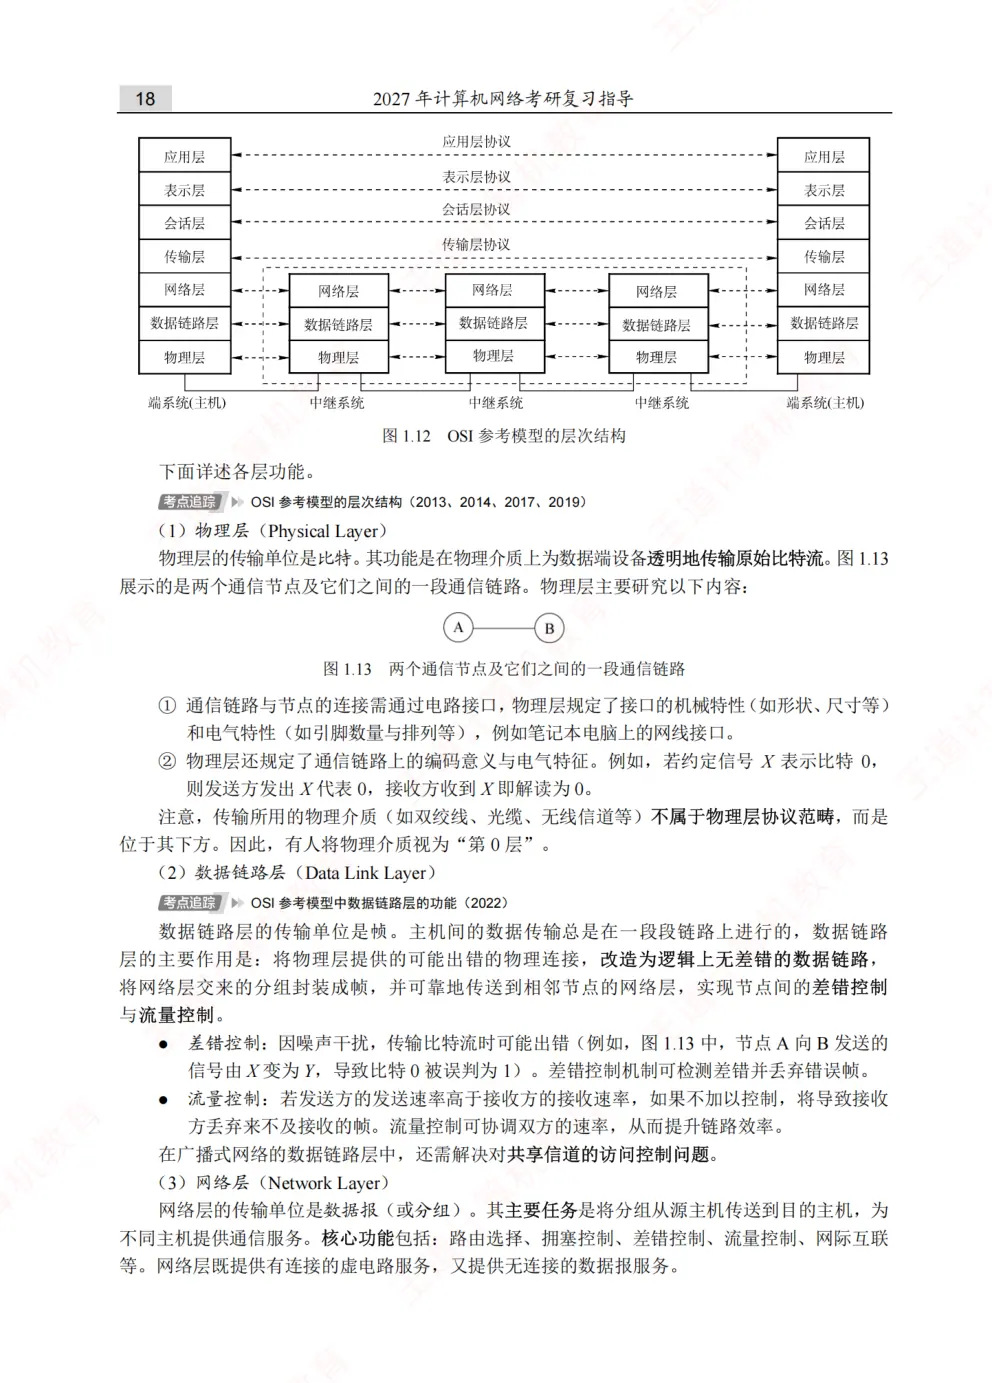 18
2027 年计算机网络考研复习指导
应用层 应用层协议 应用层
表示层 表示层协议 表示层
会话层 会话层协议 会话层
传输层 传输层协议 传输层
网络层 网络层 网络层 网络层 网络层
数据链路层 数据链路层 数据链路层 数据链路层 数据链路层
物理层 物理层 物理层 物理层 物理层
端系统(主机) 中继系统 中继系统 中继系统 端系统(主机)
图 1.12 OSI 参考模型的层次结构
下面详述各层功能。
考点追踪 OSI 参考模型的层次结构（2013、2014、2017、2019）
（1）物理层（Physical Layer）
物理层的传输单位是比特。其功能是在物理介质上为数据端设备透明地传输原始比特流。图 1.13
展示的是两个通信节点及它们之间的一段通信链路。物理层主要研究以下内容：
A B
图 1.13 两个通信节点及它们之间的一段通信链路
① 通信链路与节点的连接需通过电路接口，物理层规定了接口的机械特性（如形状、尺寸等）
和电气特性（如引脚数量与排列等），例如笔记本电脑上的网线接口。
② 物理层还规定了通信链路上的编码意义与电气特征。例如，若约定信号 X 表示比特 0，
则发送方发出 X 代表 0，接收方收到 X 即解读为 0。
注意，传输所用的物理介质（如双绞线、光缆、无线信道等）不属于物理层协议范畴，而是
位于其下方。因此，有人将物理介质视为“第 0 层”。
（2）数据链路层（Data Link Layer）
考点追踪 OSI 参考模型中数据链路层的功能（2022）
数据链路层的传输单位是帧。主机间的数据传输总是在一段段链路上进行的，数据链路
层的主要作用是：将物理层提供的可能出错的物理连接，改造为逻辑上无差错的数据链路，
将网络层交来的分组封装成帧，并可靠地传送到相邻节点的网络层，实现节点间的差错控制
与流量控制。
● 差错控制：因噪声干扰，传输比特流时可能出错（例如，图 1.13 中，节点 A 向 B 发送的
信号由 X 变为 Y，导致比特 0 被误判为 1）。差错控制机制可检测差错并丢弃错误帧。
● 流量控制：若发送方的发送速率高于接收方的接收速率，如果不加以控制，将导致接收
方丢弃来不及接收的帧。流量控制可协调双方的速率，从而提升链路效率。
在广播式网络的数据链路层中，还需解决对共享信道的访问控制问题。
（3）网络层（Network Layer）
网络层的传输单位是数据报（或分组）。其主要任务是将分组从源主机传送到目的主机，为
不同主机提供通信服务。核心功能包括：路由选择、拥塞控制、差错控制、流量控制、网际互联
等。网络层既提供有连接的虚电路服务，又提供无连接的数据报服务。